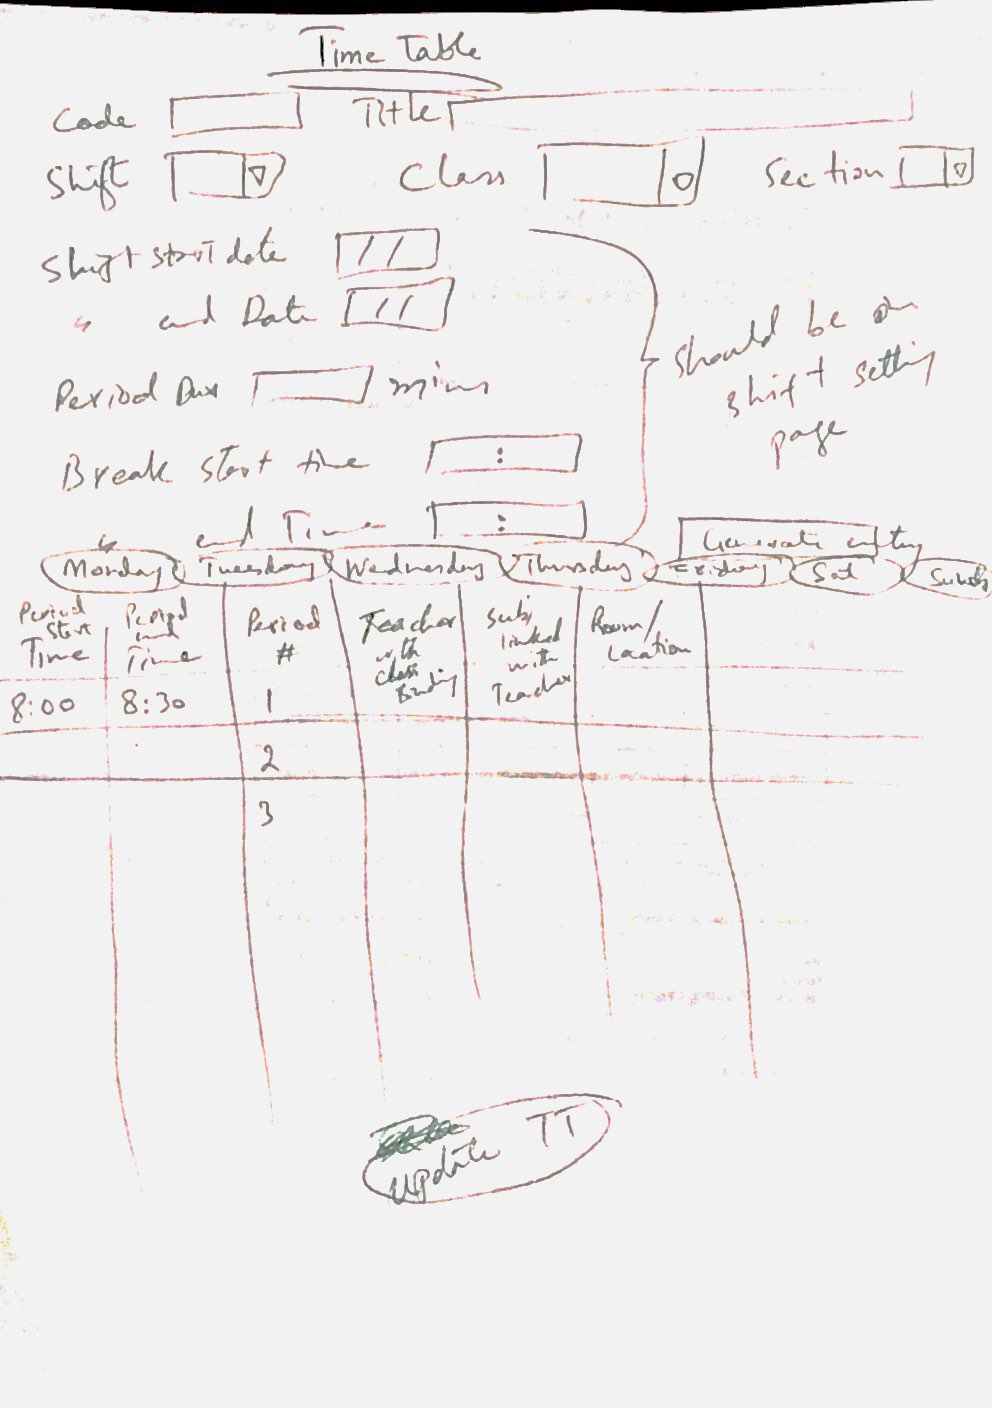 Time Table
Code Title
Shift Class Section
Shift start date / /
" end Date / /
Period Dur mins
should be on
shift setting
page
Break start time :
" end Time :
Generate entry
Monday Tuesday Wednesday Thursday Friday Sat Sunday
Period Start Time
Period end Time
Period #
Teacher with class Binding
Subj linked with Teacher
Room/ Location
8:00 8:30 1
2
3
Update TT